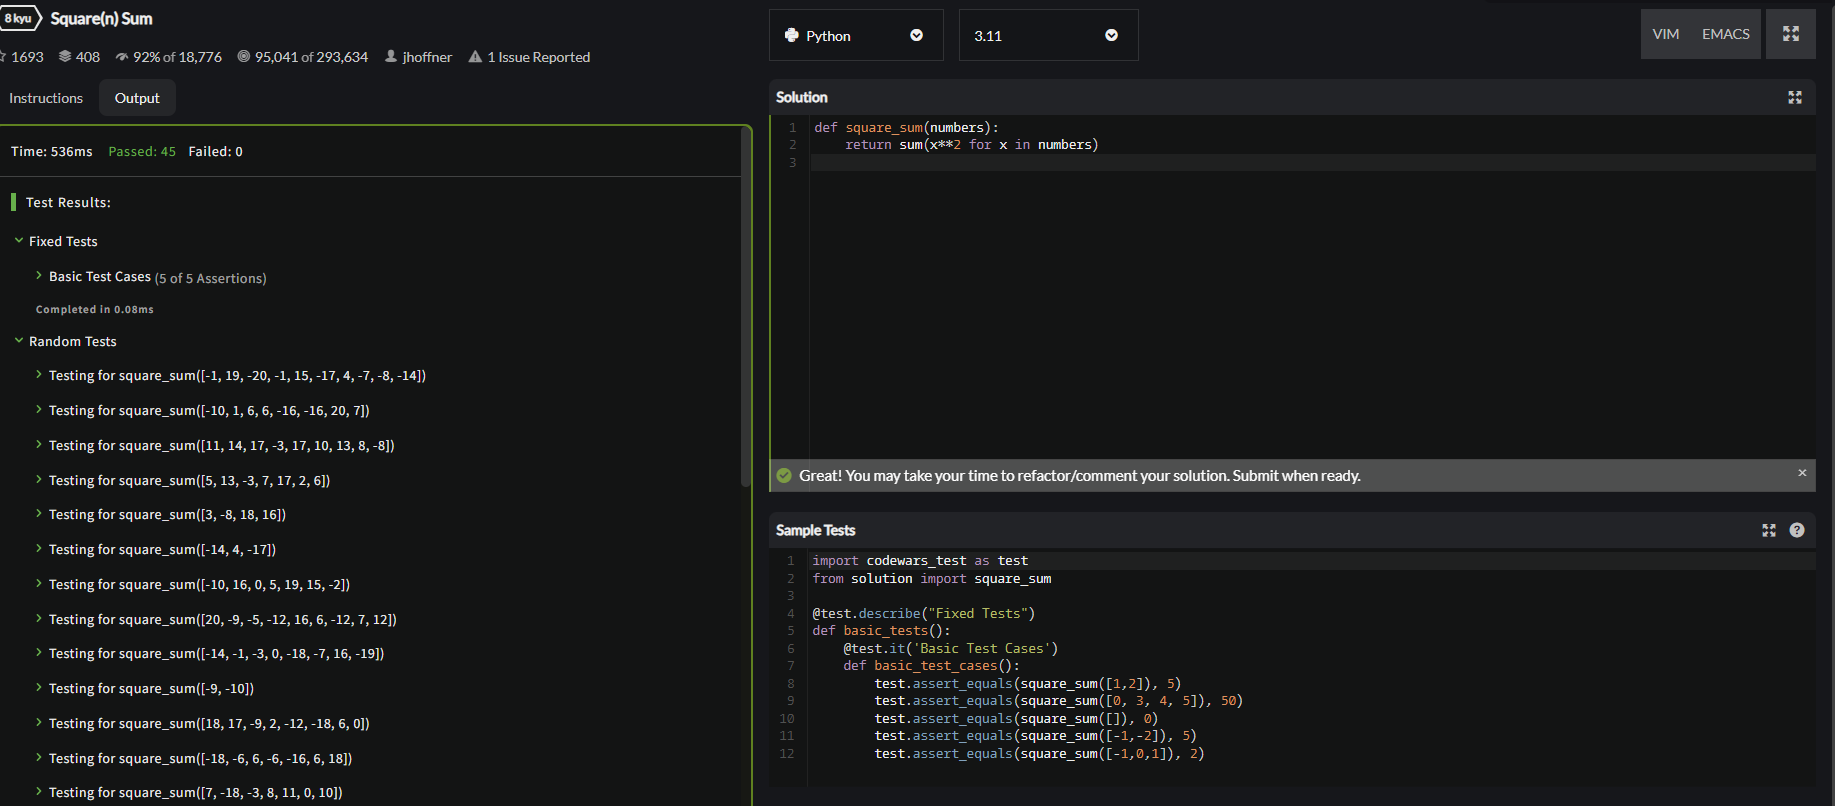 8 kyu Square(n) Sum
1693 408 92% of 18,776 95,041 of 293,634 jhoffner 1 Issue Reported
Instructions Output
Time: 536ms Passed: 45 Failed: 0
Test Results:
Fixed Tests
Basic Test Cases (5 of 5 Assertions)
Completed in 0.08ms
Random Tests
Testing for square_sum([-1, 19, -20, -1, 15, -17, 4, -7, -8, -14])
Testing for square_sum([-10, 1, 6, 6, -16, -16, 20, 7])
Testing for square_sum([11, 14, 17, -3, 17, 10, 13, 8, -8])
Testing for square_sum([5, 13, -3, 7, 17, 2, 6])
Testing for square_sum([3, -8, 18, 16])
Testing for square_sum([-14, 4, -17])
Testing for square_sum([-10, 16, 0, 5, 19, 15, -2])
Testing for square_sum([20, -9, -5, -12, 16, 6, -12, 7, 12])
Testing for square_sum([-14, -1, -3, 0, -18, -7, 16, -19])
Testing for square_sum([-9, -10])
Testing for square_sum([18, 17, -9, 2, -12, -18, 6, 0])
Testing for square_sum([-18, -6, 6, -6, -16, 6, 18])
Testing for square_sum([7, -18, -3, 8, 11, 0, 10])
Python 3.11 VIM EMACS
Solution
1 def square_sum(numbers):
2 return sum(x**2 for x in numbers)
3
Great! You may take your time to refactor/comment your solution. Submit when ready. ×
Sample Tests ?
1 import codewars_test as test
2 from solution import square_sum
3
4 @test.describe("Fixed Tests")
5 def basic_tests():
6 @test.it('Basic Test Cases')
7 def basic_test_cases():
8 test.assert_equals(square_sum([1,2]), 5)
9 test.assert_equals(square_sum([0, 3, 4, 5]), 50)
10 test.assert_equals(square_sum([]), 0)
11 test.assert_equals(square_sum([-1,-2]), 5)
12 test.assert_equals(square_sum([-1,0,1]), 2)